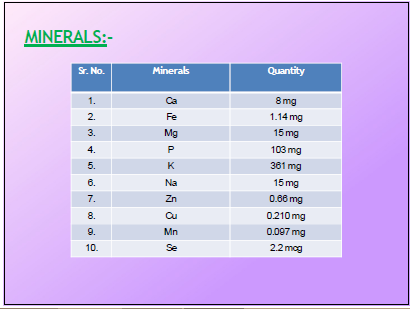 MINERALS:-
Sr. No. Minerals Quantity
1. Ca 8 mg
2. Fe 1.14 mg
3. Mg 15 mg
4. P 103 mg
5. K 361 mg
6. Na 15 mg
7. Zn 0.66 mg
8. Cu 0.210 mg
9. Mn 0.097 mg
10. Se 2.2 mcg